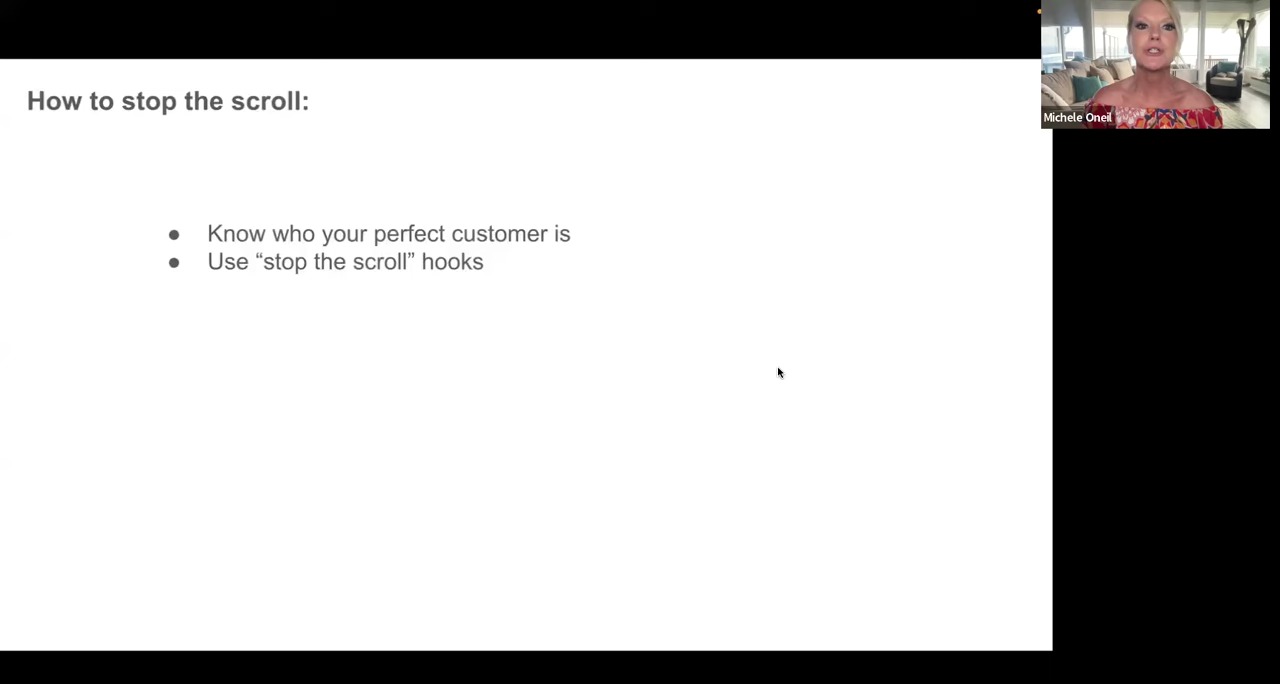 How to stop the scroll:
● Know who your perfect customer is
● Use “stop the scroll” hooks
Michele Oneil